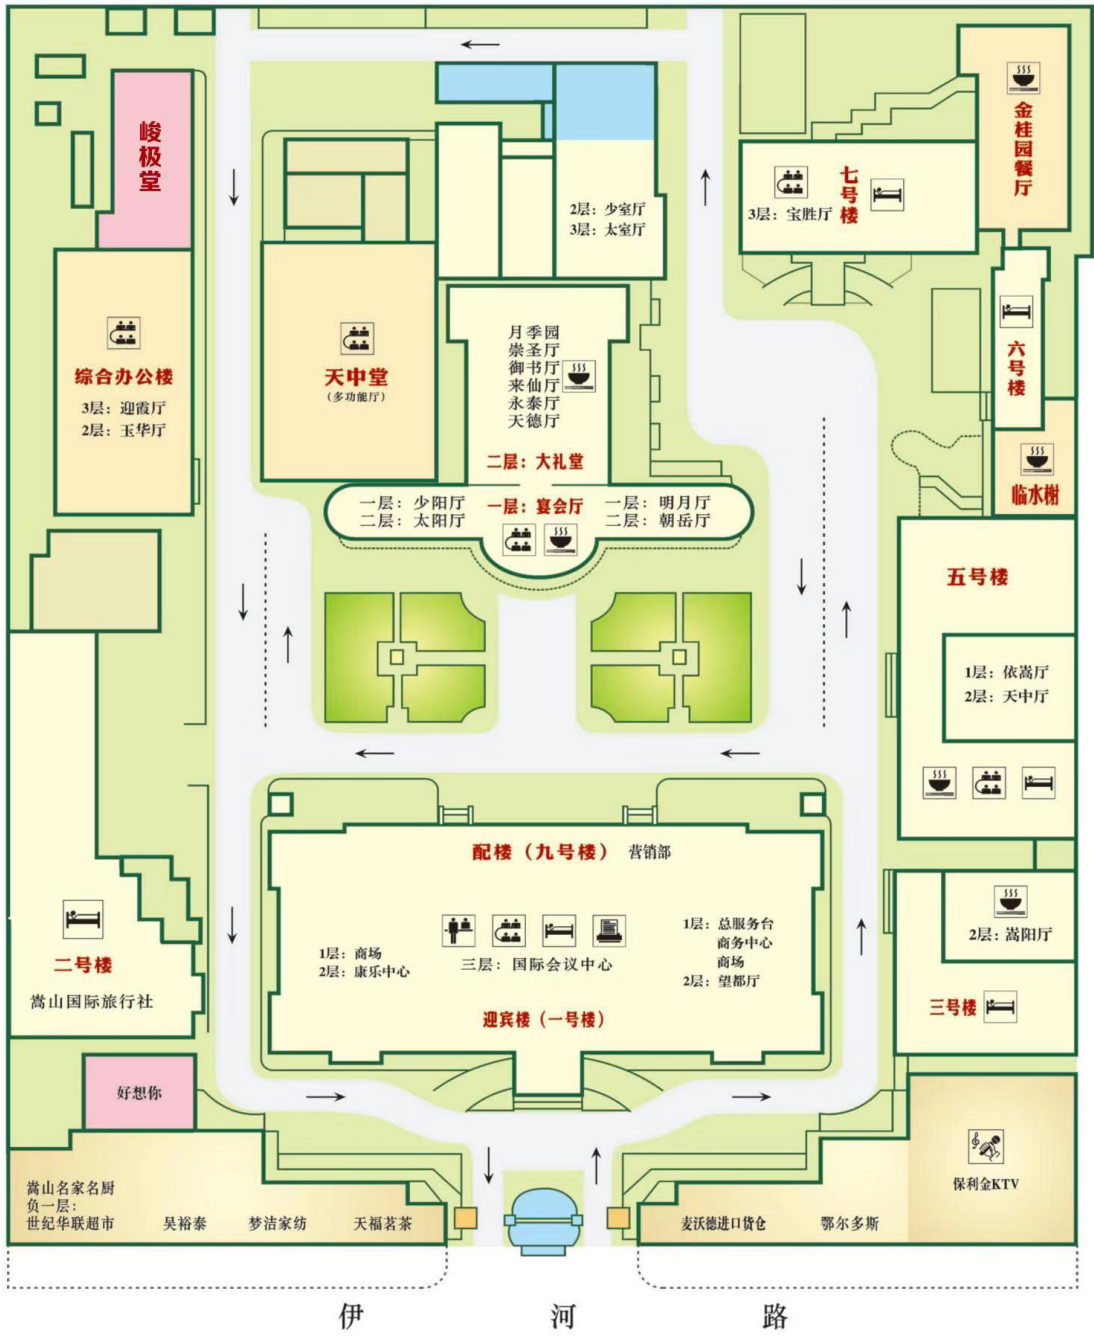 峻极堂
金桂园餐厅
七号楼
3层：宝胜厅
2层：少室厅
3层：太室厅
六号楼
综合办公楼
3层：迎霞厅
2层：玉华厅
天中堂
（多功能厅）
月季园
崇圣厅
御书厅
来仙厅
永泰厅
天德厅
二层：大礼堂
一层：少阳厅
二层：太阳厅
一层：宴会厅
一层：明月厅
二层：朝岳厅
临水榭
五号楼
1层：依嵩厅
2层：天中厅
配楼（九号楼） 营销部
1层：商场
2层：康乐中心
三层：国际会议中心
1层：总服务台
商务中心
商场
2层：望都厅
迎宾楼（一号楼）
二号楼
嵩山国际旅行社
2层：嵩阳厅
三号楼
好想你
嵩山名家名厨
负一层：
世纪华联超市
吴裕泰
梦洁家纺
天福茗茶
麦沃德进口货仓
鄂尔多斯
保利金KTV
伊河路